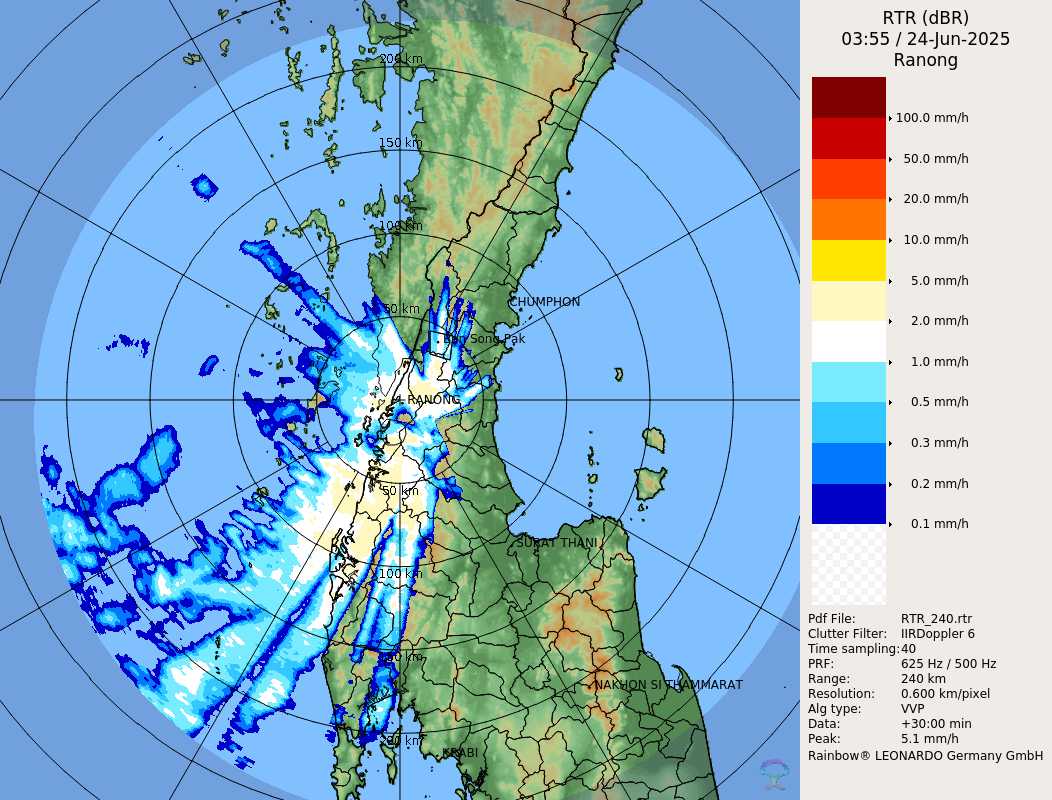 RTR (dBR)
03:55 / 24-Jun-2025
Ranong
100.0 mm/h
50.0 mm/h
20.0 mm/h
10.0 mm/h
5.0 mm/h
2.0 mm/h
1.0 mm/h
0.5 mm/h
0.3 mm/h
0.2 mm/h
0.1 mm/h
Pdf File: RTR_240.rtr
Clutter Filter: IIRDoppler 6
Time sampling:40
PRF: 625 Hz / 500 Hz
Range: 240 km
Resolution: 0.600 km/pixel
Alg type: VVP
Data: +30:00 min
Peak: 5.1 mm/h
Rainbow® LEONARDO Germany GmbH
200 km
150 km
100 km
CHUMPHON
50 km
Ban Song Pak
RANONG
50 km
SURAT THANI
100 km
150 km
NAKHON SI THAMMARAT
200 km
KRABI